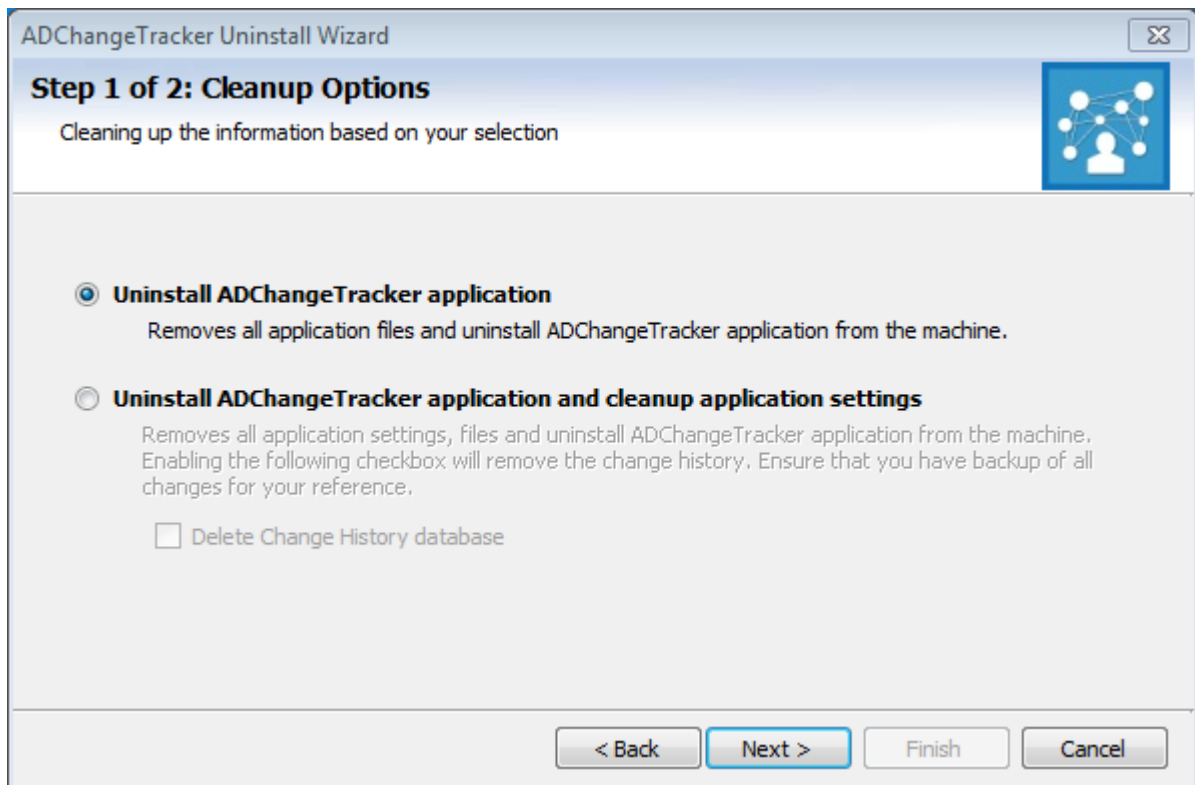 ADChangeTracker Uninstall Wizard
Step 1 of 2: Cleanup Options
Cleaning up the information based on your selection
Uninstall ADChangeTracker application
Removes all application files and uninstall ADChangeTracker application from the machine.
Uninstall ADChangeTracker application and cleanup application settings
Removes all application settings, files and uninstall ADChangeTracker application from the machine.
Enabling the following checkbox will remove the change history. Ensure that you have backup of all
changes for your reference.
Delete Change History database
< Back Next > Finish Cancel